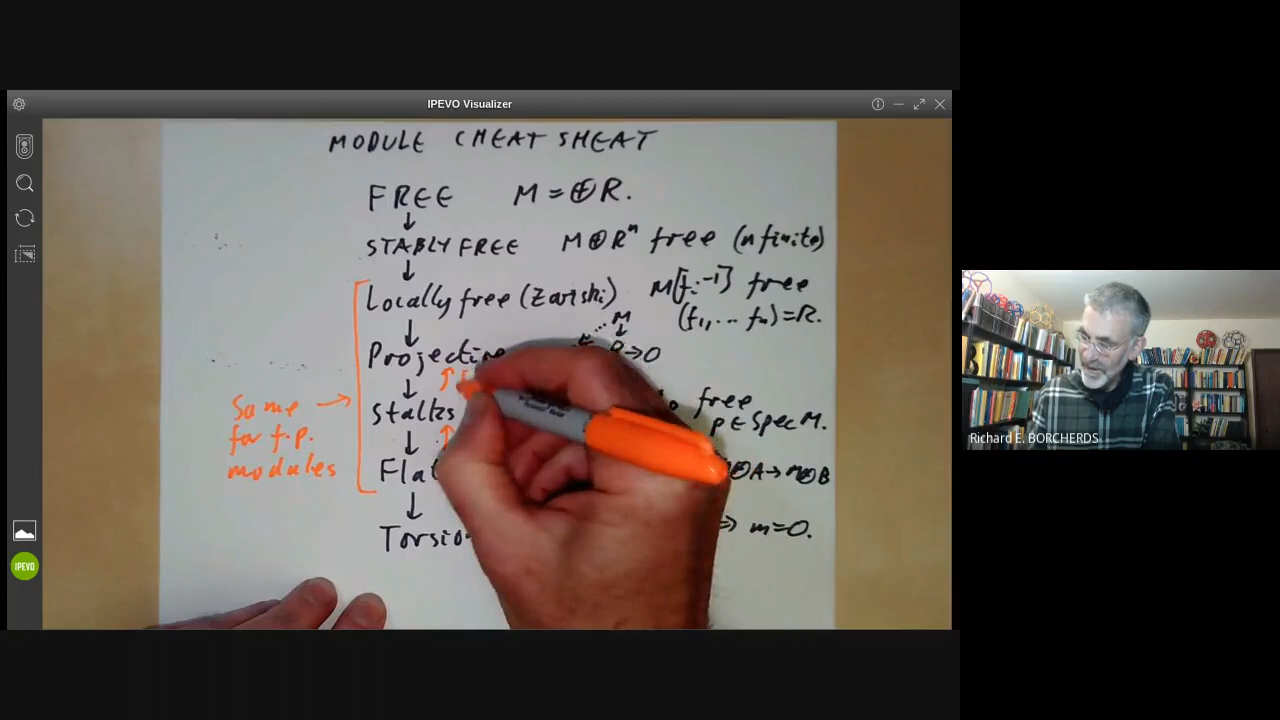 IPEVO Visualizer
MODULE CHEAT SHEAT
FREE M = ⊕R.
↓
STABLY FREE M⊕Rⁿ free (n finite)
↓
Locally free (Zariski) M[fᵢ⁻¹] free
(f₁, ... fₙ) = R.
↓
M
↓
Projective →0
↓ ↑
Same → Stalks free
for f.p. p ∈ Spec M.
modules
↓ ↑
Flat ⊕A → M⊕B
↓
Torsio ⇒ m=0.
Richard E. BORCHERDS
IPEVO